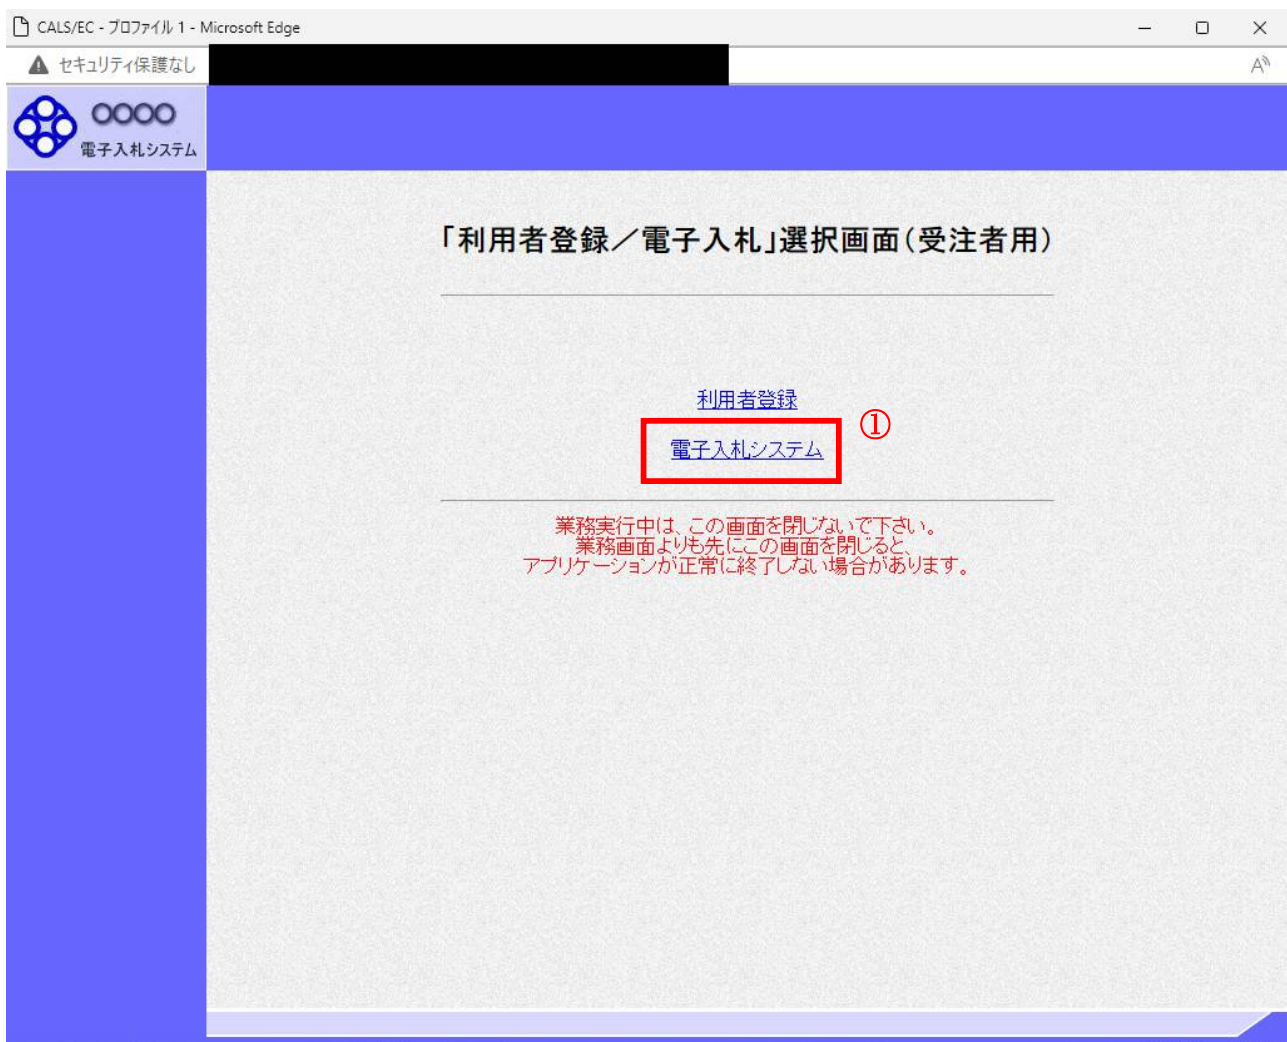 CALS/EC - プロファイル 1 - Microsoft Edge
セキュリティ保護なし
○○○○
電子入札システム
「利用者登録／電子入札」選択画面（受注者用）
利用者登録
①
電子入札システム
業務実行中は、この画面を閉じないで下さい。
業務画面よりも先にこの画面を閉じると、
アプリケーションが正常に終了しない場合があります。